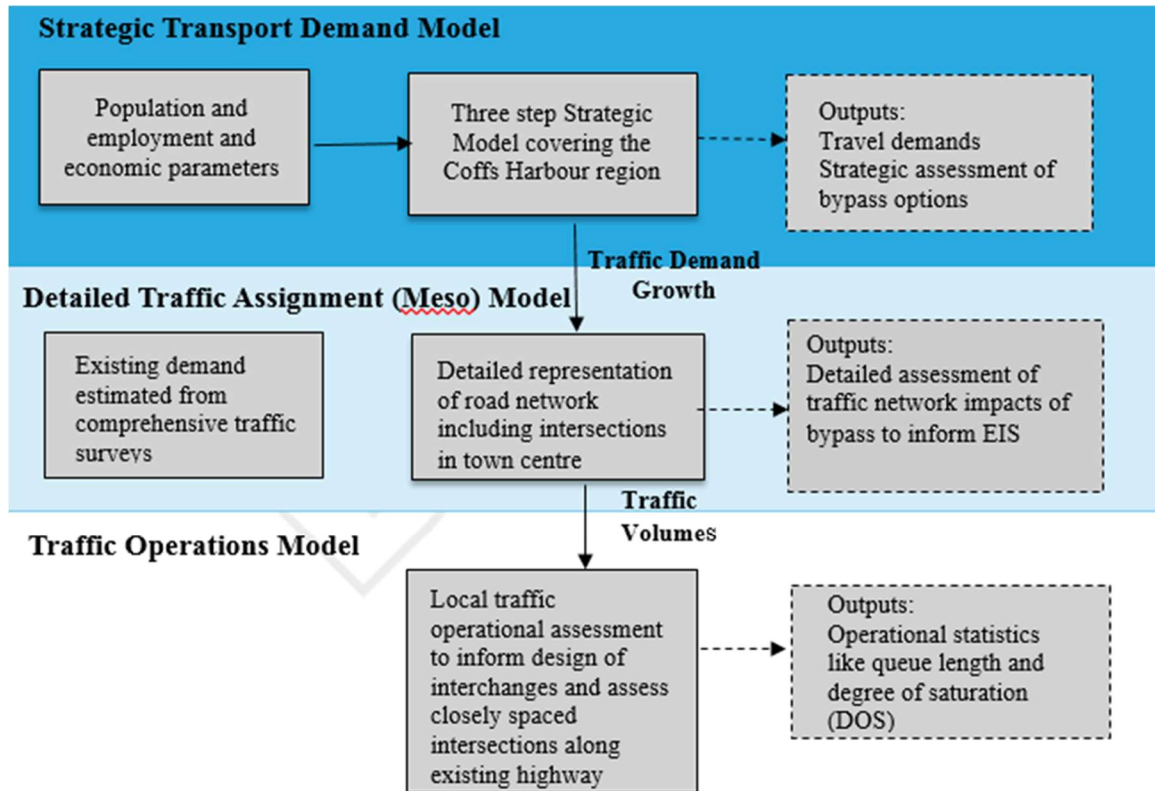 Strategic Transport Demand Model
Population and
employment and
economic parameters
Three step Strategic
Model covering the
Coffs Harbour region
Outputs:
Travel demands
Strategic assessment of
bypass options
Traffic Demand
Growth
Detailed Traffic Assignment (Meso) Model
Existing demand
estimated from
comprehensive traffic
surveys
Detailed representation
of road network
including intersections
in town centre
Outputs:
Detailed assessment of
traffic network impacts of
bypass to inform EIS
Traffic
Volumes
Traffic Operations Model
Local traffic
operational assessment
to inform design of
interchanges and assess
closely spaced
intersections along
existing highway
Outputs:
Operational statistics
like queue length and
degree of saturation
(DOS)